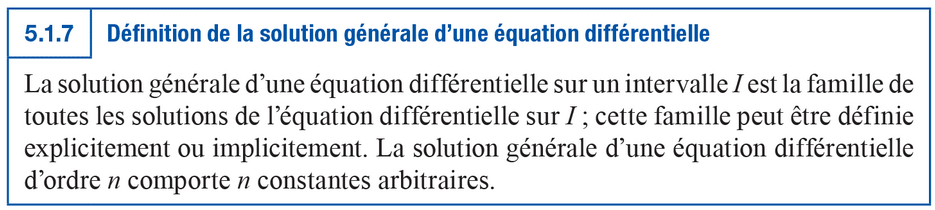 5.1.7 Définition de la solution générale d’une équation différentielle
La solution générale d’une équation différentielle sur un intervalle I est la famille de
toutes les solutions de l’équation différentielle sur I ; cette famille peut être définie
explicitement ou implicitement. La solution générale d’une équation différentielle
d’ordre n comporte n constantes arbitraires.